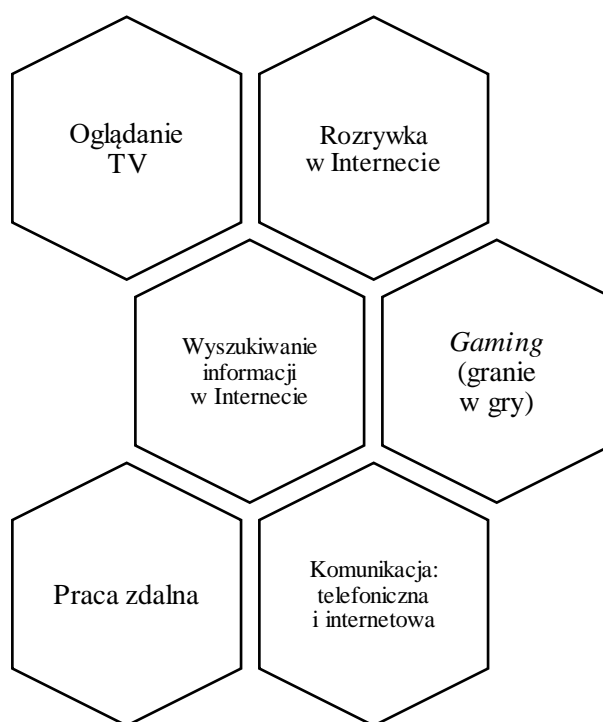 Oglądanie
TV
Rozrywka
w Internecie
Wyszukiwanie
informacji
w Internecie
Gaming
(granie
w gry)
Praca zdalna
Komunikacja:
telefoniczna
i internetowa